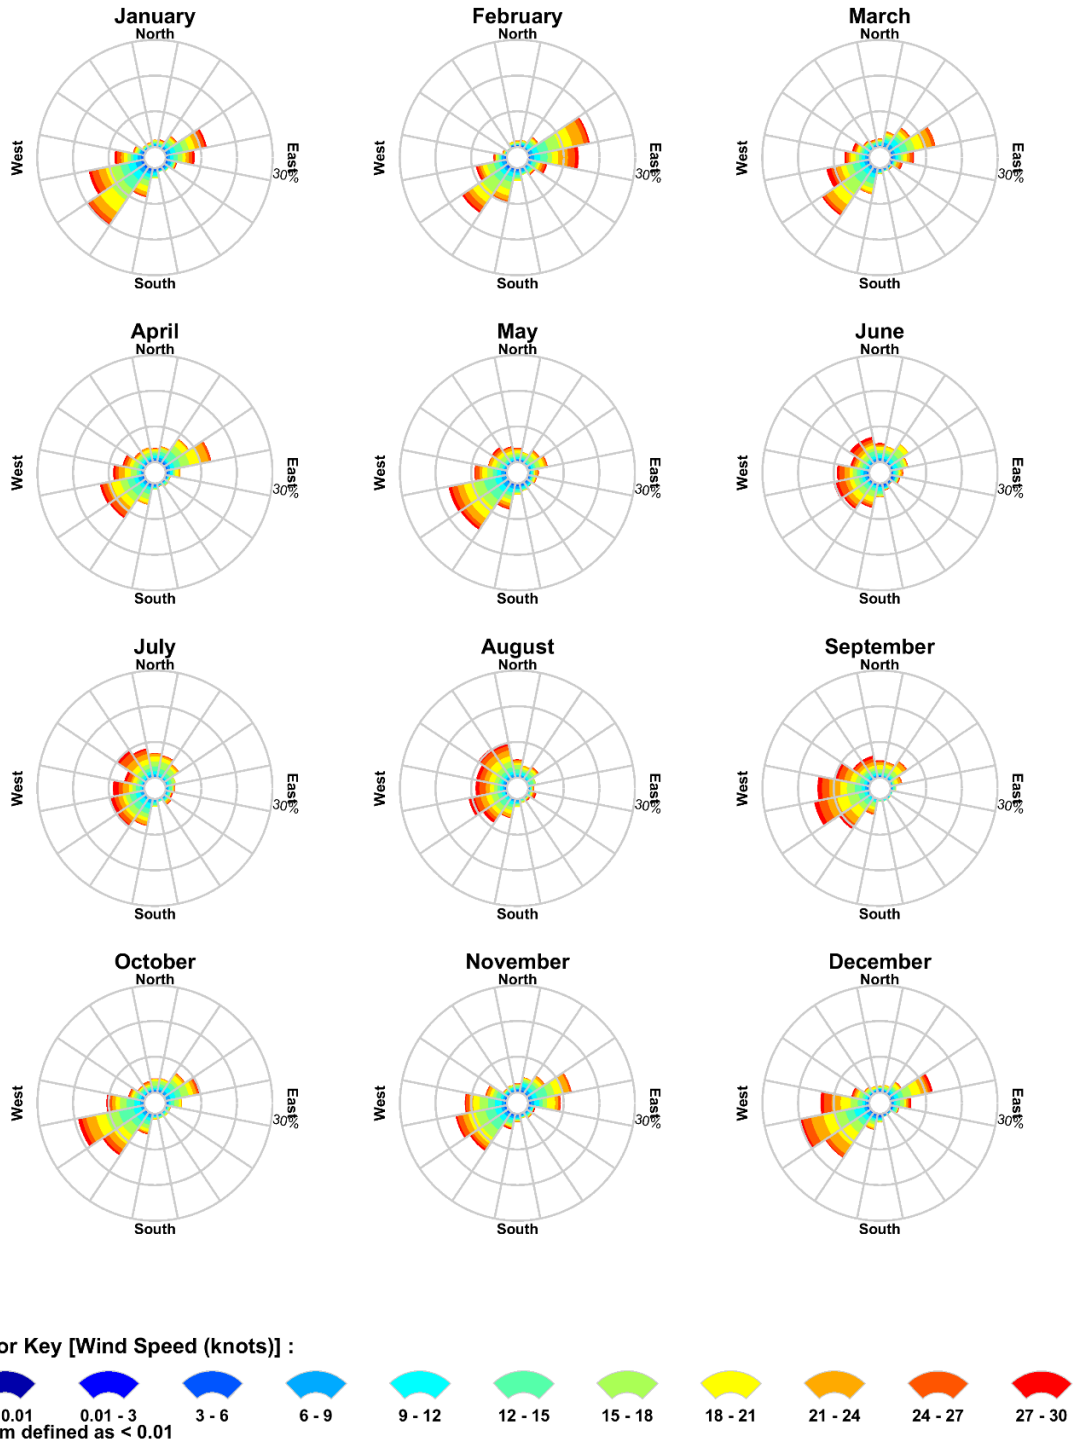 January February March
North North North
West East West East West East
30% 30% 30%
South South South
April May June
North North North
West East West East West East
30% 30% 30%
South South South
July August September
North North North
West East West East West East
30% 30% 30%
South South South
October November December
North North North
West East West East West East
30% 30% 30%
South South South
or Key [Wind Speed (knots)] :
0.01 0.01 - 3 3 - 6 6 - 9 9 - 12 12 - 15 15 - 18 18 - 21 21 - 24 24 - 27 27 - 30
m defined as < 0.01